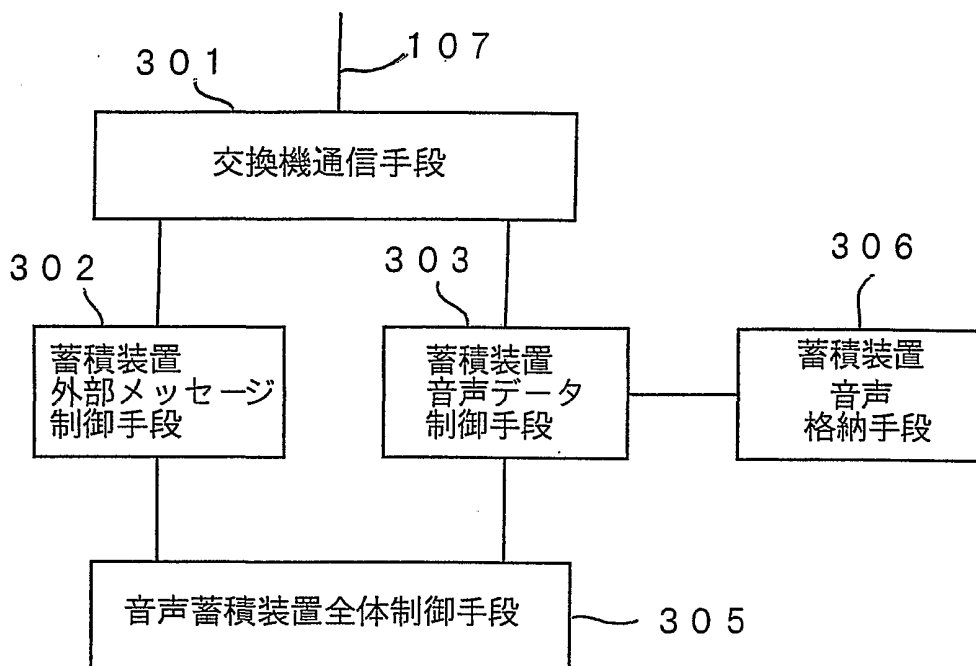 107
301
交換機通信手段
302
303
306
蓄積装置
外部メッセージ
制御手段
蓄積装置
音声データ
制御手段
蓄積装置
音声
格納手段
音声蓄積装置全体制御手段
305